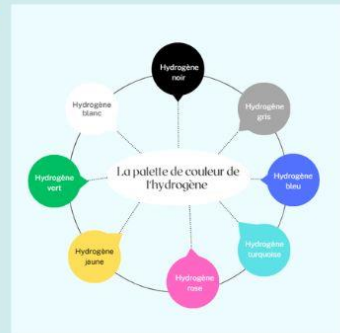 Hydrogène
noir
Hydrogène
gris
Hydrogène
bleu
Hydrogène
turquoise
Hydrogène
rose
Hydrogène
jaune
Hydrogène
vert
Hydrogène
blanc
La palette de couleur de
l'hydrogène